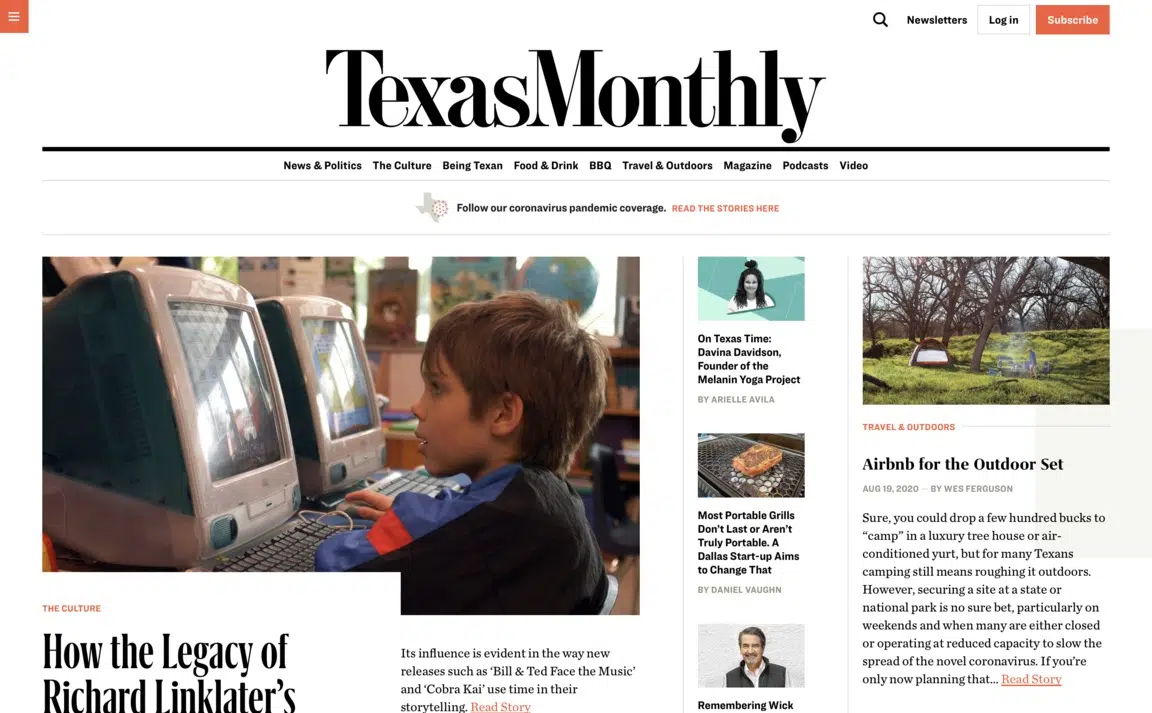 Newsletters
Log in
Subscribe
Texas Monthly
News & Politics The Culture Being Texan Food & Drink BBQ Travel & Outdoors Magazine Podcasts Video
Follow our coronavirus pandemic coverage. READ THE STORIES HERE
THE CULTURE
How the Legacy of
Richard Linklater’s
Its influence is evident in the way new
releases such as ‘Bill & Ted Face the Music’
and ‘Cobra Kai’ use time in their
storytelling. Read Story
On Texas Time:
Davina Davidson,
Founder of the
Melanin Yoga Project
BY ARIELLE AVILA
Most Portable Grills
Don’t Last or Aren’t
Truly Portable. A
Dallas Start-up Aims
to Change That
BY DANIEL VAUGHN
Remembering Wick
TRAVEL & OUTDOORS
Airbnb for the Outdoor Set
AUG 19, 2020 — BY WES FERGUSON
Sure, you could drop a few hundred bucks to
“camp” in a luxury tree house or air-
conditioned yurt, but for many Texans
camping still means roughing it outdoors.
However, securing a site at a state or
national park is no sure bet, particularly on
weekends and when many are either closed
or operating at reduced capacity to slow the
spread of the novel coronavirus. If you’re
only now planning that... Read Story